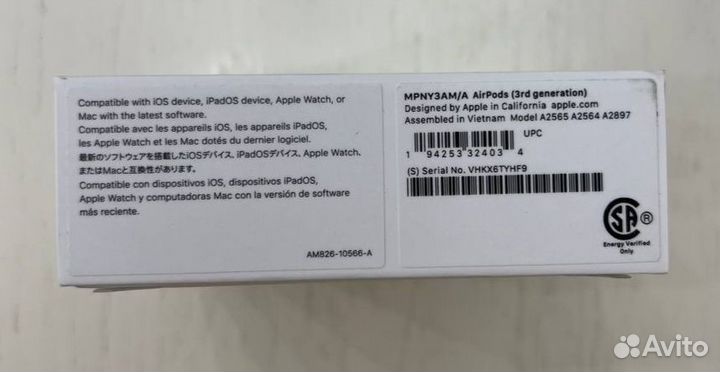 Compatible with iOS device, iPadOS device, Apple Watch, or
Mac with the latest software.
Compatible avec les appareils iOS, les appareils iPadOS,
les Apple Watch et les Mac dotés du dernier logiciel.
最新のソフトウェアを搭載したiOSデバイス、iPadOSデバイス、Apple Watch、
またはMacと互換性があります。
Compatible con dispositivos iOS, dispositivos iPadOS,
Apple Watch y computadoras Mac con la versión de software
más reciente.
AM826-10566-A
MPNY3AM/A AirPods (3rd generation)
Designed by Apple in California apple.com
Assembled in Vietnam Model A2565 A2564 A2897
UPC
1 94253 32403 4
(S) Serial No. VHKX6TYHF9
CSA ®
Energy Verified
Only
Avito